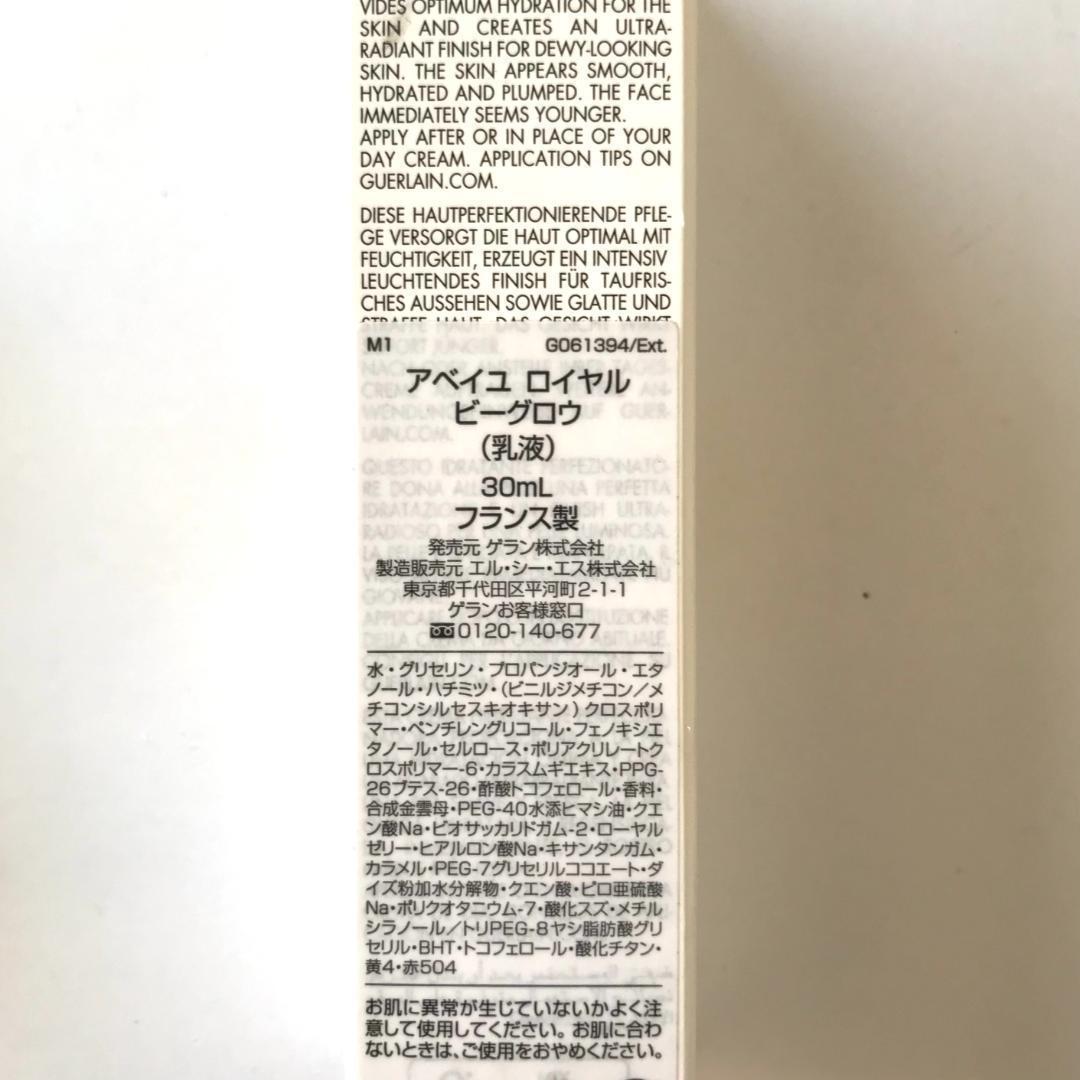 VIDES OPTIMUM HYDRATION FOR THE
SKIN AND CREATES AN ULTRA-
RADIANT FINISH FOR DEWY-LOOKING
SKIN. THE SKIN APPEARS SMOOTH,
HYDRATED AND PLUMPED. THE FACE
IMMEDIATELY SEEMS YOUNGER.
APPLY AFTER OR IN PLACE OF YOUR
DAY CREAM. APPLICATION TIPS ON
GUERLAIN.COM.
DIESE HAUTPERFEKTIONIERENDE PFLE-
GE VERSORGT DIE HAUT OPTIMAL MIT
FEUCHTIGKEIT, ERZEUGT EIN INTENSIV
LEUCHTENDES FINISH FÜR TAUFRIS-
CHES AUSSEHEN SOWIE GLATTE UND
STRAFFE HAUT. DAS GESICHT WIRKT
M1 G061394/Ext.
アベイユ ロイヤル
ビーグロウ
(乳液)
30mL
フランス製
発売元 ゲラン株式会社
製造販売元 エル・シー・エス株式会社
東京都千代田区平河町2-1-1
ゲランお客様窓口
0120-140-677
水・グリセリン・プロパンジオール・エタ
ノール・ハチミツ・(ビニルジメチコン/メ
チコンシルセスキオキサン)クロスポリ
マー・ペンチレングリコール・フェノキシエ
タノール・セルロース・ポリアクリレートク
ロスポリマー-6・カラスムギエキス・PPG-
26ブテス-26・酢酸トコフェロール・香料・
合成金雲母・PEG-40水添ヒマシ油・クエ
ン酸Na・ビオサッカリドガム-2・ローヤル
ゼリー・ヒアルロン酸Na・キサンタンガム・
カラメル・PEG-7グリセリルココエート・ダ
イズ粉加水分解物・クエン酸・ピロ亜硫酸
Na・ポリクオタニウム-7・酸化スズ・メチル
シラノール/トリPEG-8ヤシ脂肪酸グリ
セリル・BHT・トコフェロール・酸化チタン・
黄4・赤504
お肌に異常が生じていないかよく注
意して使用してください。お肌に合わ
ないときは、ご使用をおやめください。